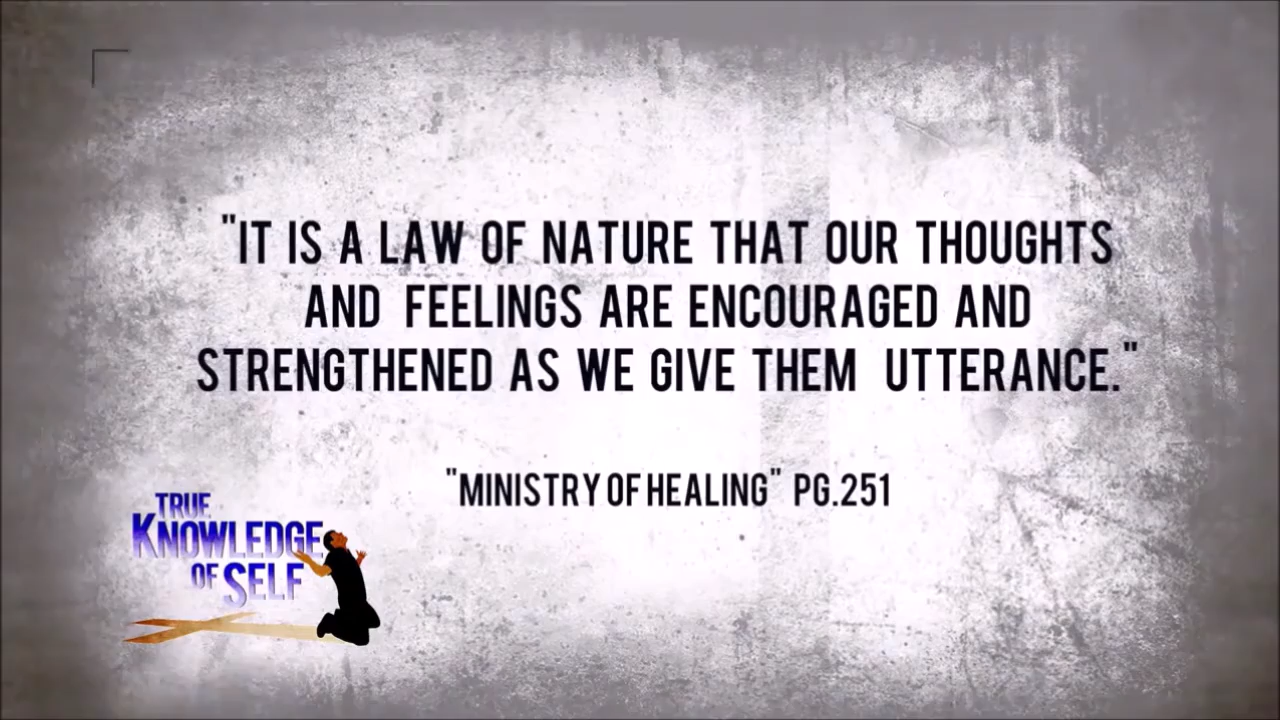 "IT IS A LAW OF NATURE THAT OUR THOUGHTS
AND FEELINGS ARE ENCOURAGED AND
STRENGTHENED AS WE GIVE THEM UTTERANCE."
"MINISTRY OF HEALING" PG.251
TRUE
KNOWLEDGE
OF SELF